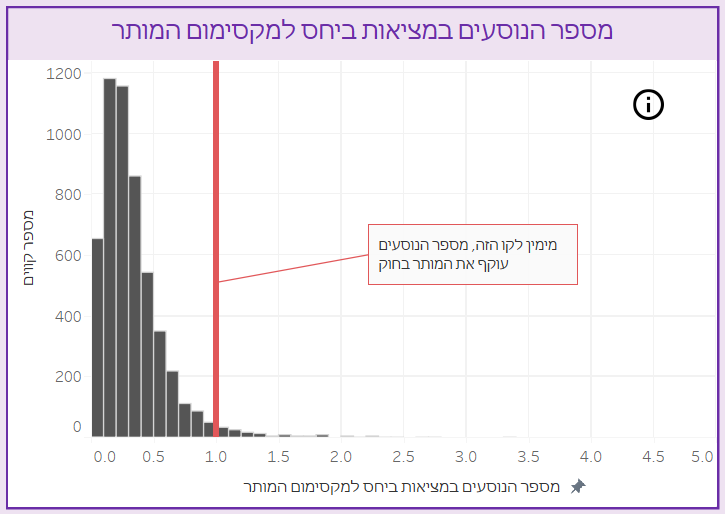 מספר הנוסעים במציאות ביחס למקסימום המותר
1200
1000
800
600
400
200
0
מספר קווים
מימין לקו הזה, מספר הנוסעים
עוקף את המותר בחוק
0.0 0.5 1.0 1.5 2.0 2.5 3.0 3.5 4.0 4.5 5.0
מספר הנוסעים במציאות ביחס למקסימום המותר